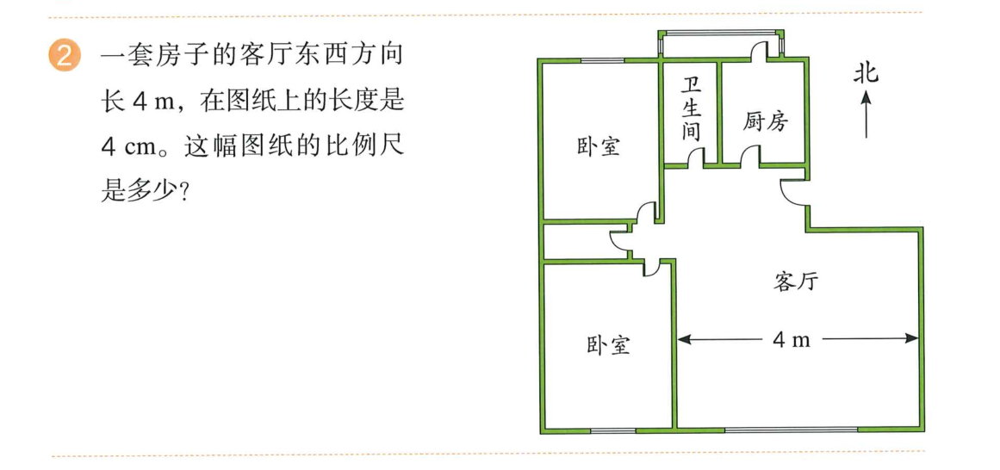 2 一套房子的客厅东西方向
长 4 m，在图纸上的长度是
4 cm。这幅图纸的比例尺
是多少？
北
卫生间
厨房
卧室
客厅
卧室
4 m